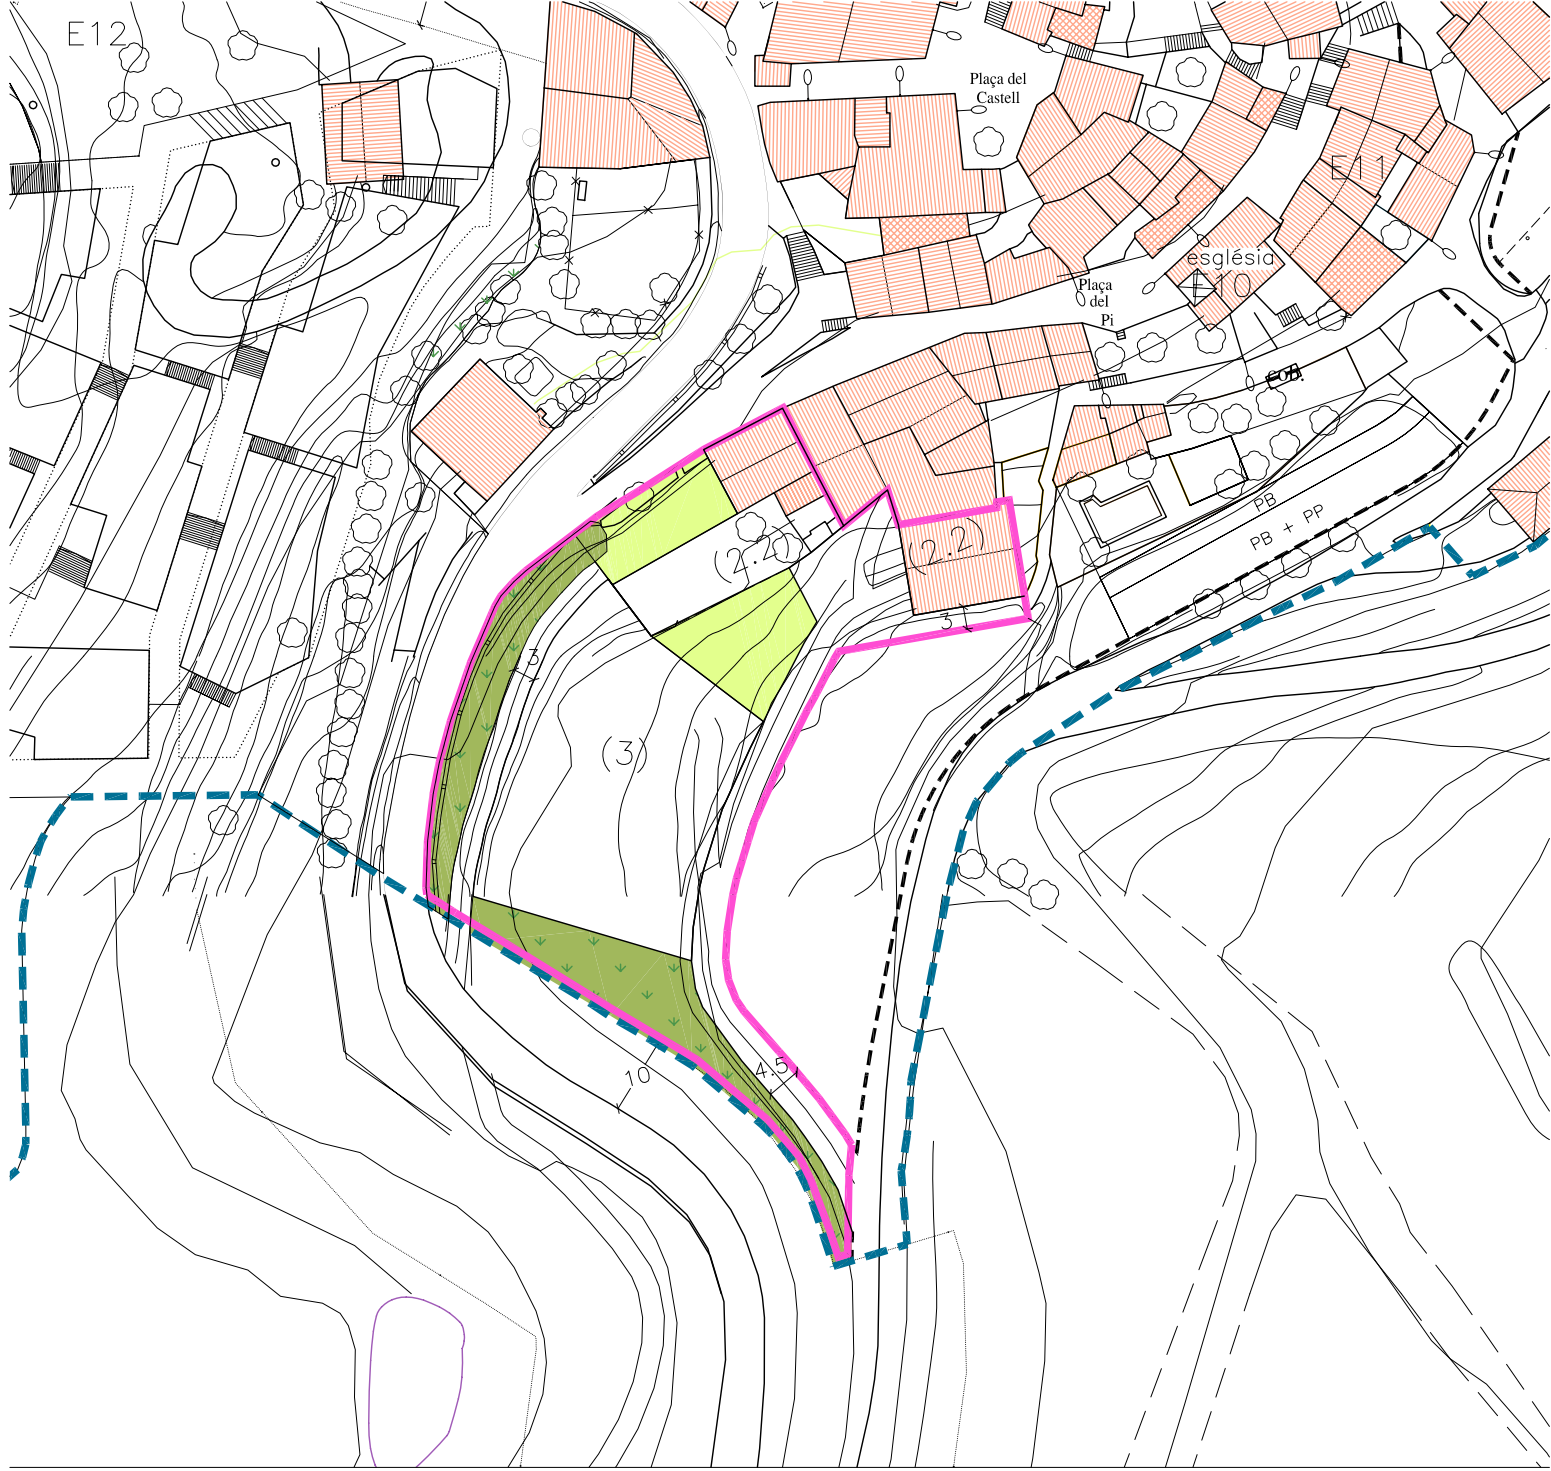 E12
Plaça del
Castell
E11
església
E10
Plaça
del
Pi
COB.
PB
PB + PP
(2.2)
(2.2)
3
3
(3)
10
4.5